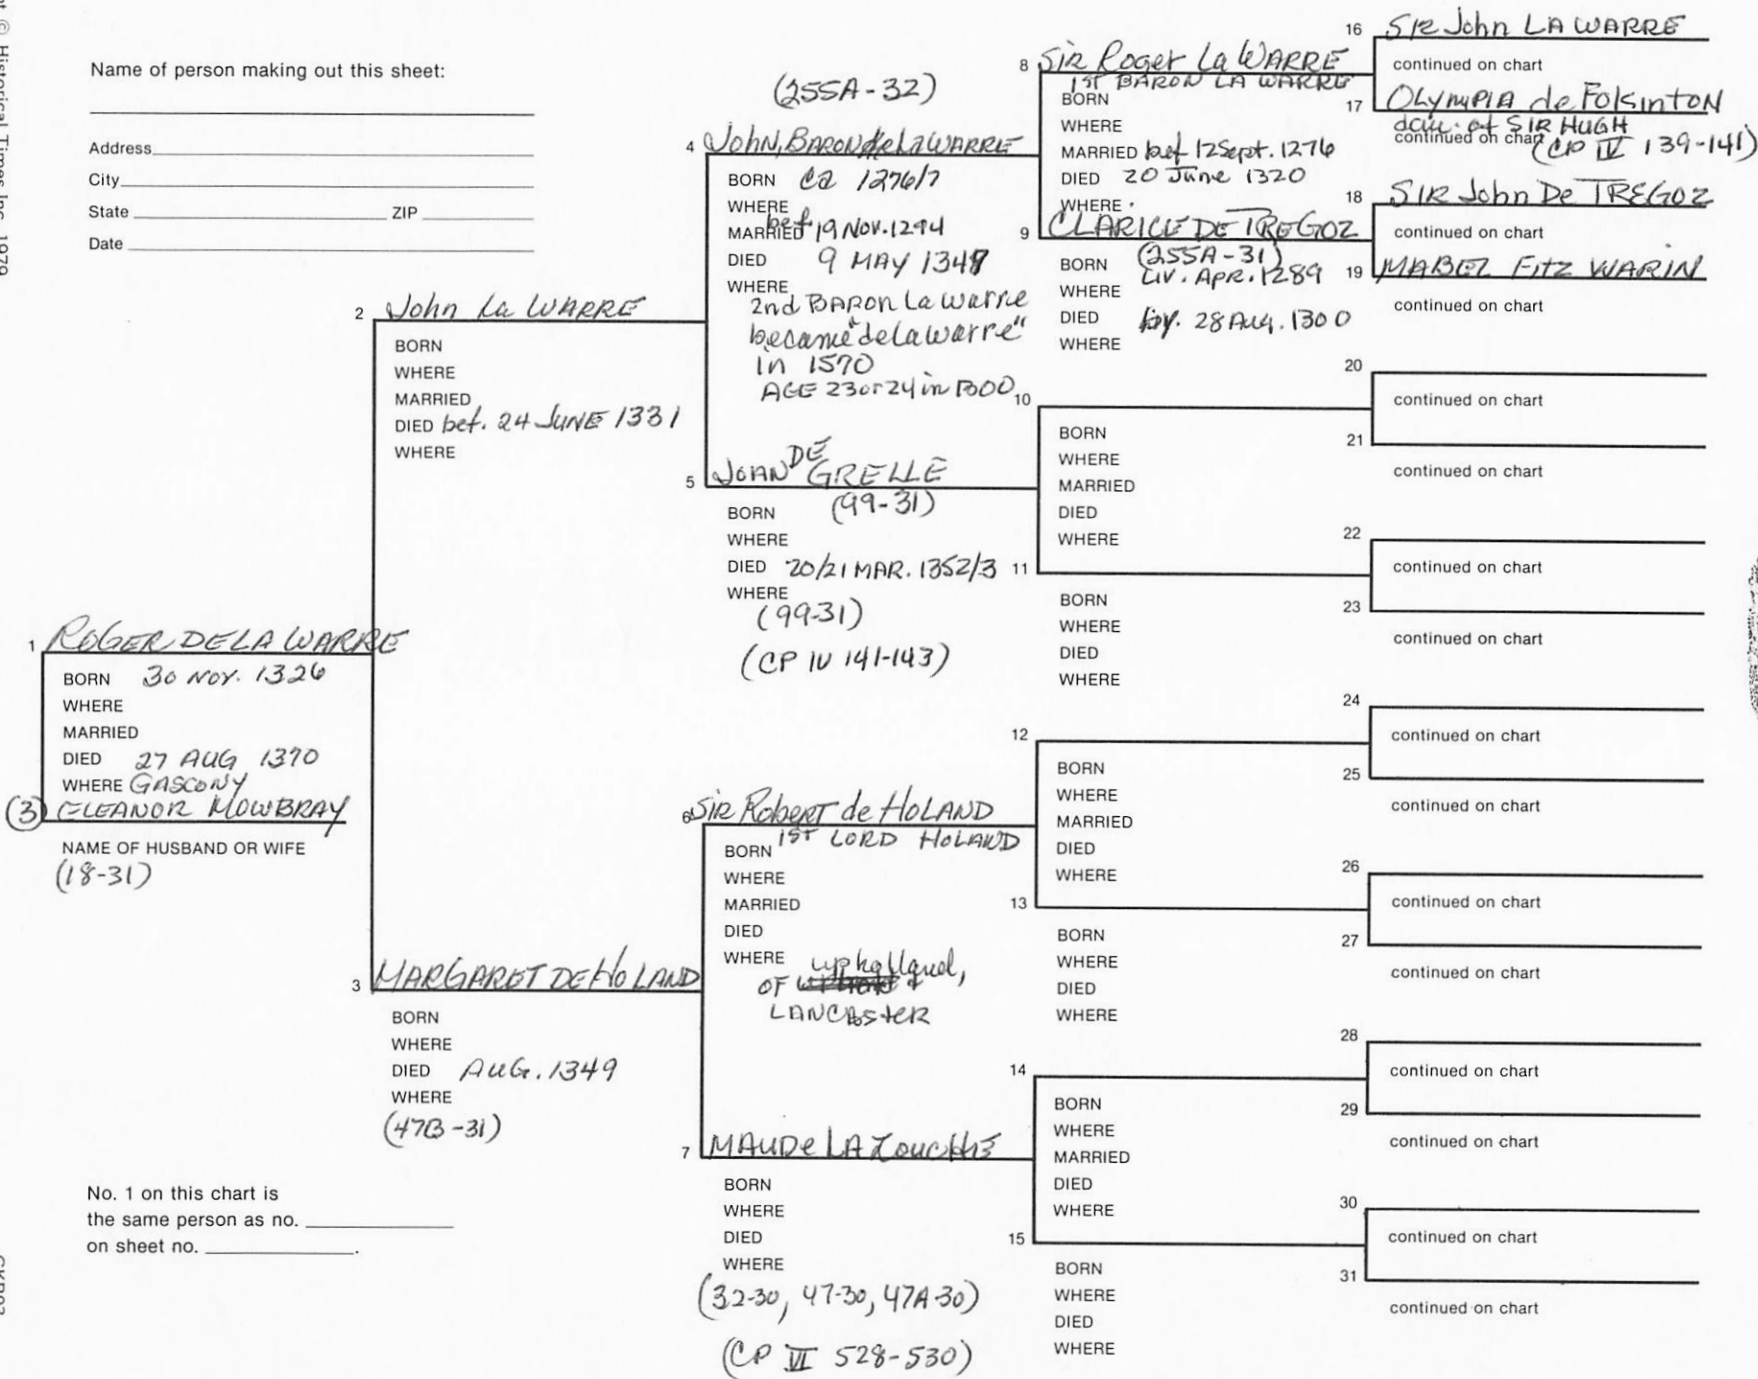 Name of person making out this sheet:
Address
City
State ZIP
Date
1 ROGER DE LA WARRE
BORN 30 NOV. 1326
WHERE
MARRIED
DIED 27 AUG 1370
WHERE GASCONY
(3) ELEANOR MOWBRAY
NAME OF HUSBAND OR WIFE
(18-31)
No. 1 on this chart is
the same person as no.
on sheet no. .
2 John La WARRE
BORN
WHERE
MARRIED
DIED bef. 24 JUNE 1331
WHERE
3 MARGARET DE HOLAND
BORN
WHERE
DIED AUG. 1349
WHERE
(47B-31)
(255A-32)
4 John, BARON de LaWARRE
BORN ca 1276/7
WHERE
MARRIED bef 19 NOV. 1294
DIED 9 MAY 1347
WHERE
2nd BARON La Warre
became "delaWarre"
in 1570
AGE 23 or 24 in 1300
5 JOAN DE GRELLE
(99-31)
BORN
WHERE
DIED 20/21 MAR. 1352/3
WHERE
(99-31)
(CP IV 141-143)
6 Sir Robert de HOLAND
1ST LORD HOLAND
BORN
WHERE
MARRIED
DIED
WHERE
OF upholland,
LANCASTER
7 MAUDE LA ZOUCHE
BORN
WHERE
DIED
WHERE
(32-30, 47-30, 47A-30)
(CP VI 528-530)
8 Sir Roger La WARRE
1ST BARON LA WARRE
BORN
WHERE
MARRIED bef 12 Sept. 1276
DIED 20 June 1320
WHERE
9 CLARICE DE TREGOZ
(255A-31)
BORN liv. APR. 1289
WHERE
DIED by. 28 AUG. 1300
WHERE
10
BORN
WHERE
MARRIED
DIED
WHERE
11
BORN
WHERE
DIED
WHERE
12
BORN
WHERE
MARRIED
DIED
WHERE
13
BORN
WHERE
DIED
WHERE
14
BORN
WHERE
MARRIED
DIED
WHERE
15
BORN
WHERE
DIED
WHERE
16 SIR John LA WARRE
continued on chart
17 OLYMPIA de FOKINTON
dau. of SIR HUGH
continued on chart
(CP IV 139-141)
18 SIR John De TREGOZ
continued on chart
19 MABEL FITZ WARIN
continued on chart
20
continued on chart
21
continued on chart
22
continued on chart
23
continued on chart
24
continued on chart
25
continued on chart
26
continued on chart
27
continued on chart
28
continued on chart
29
continued on chart
30
continued on chart
31
continued on chart
© Historical Times Inc. 1979